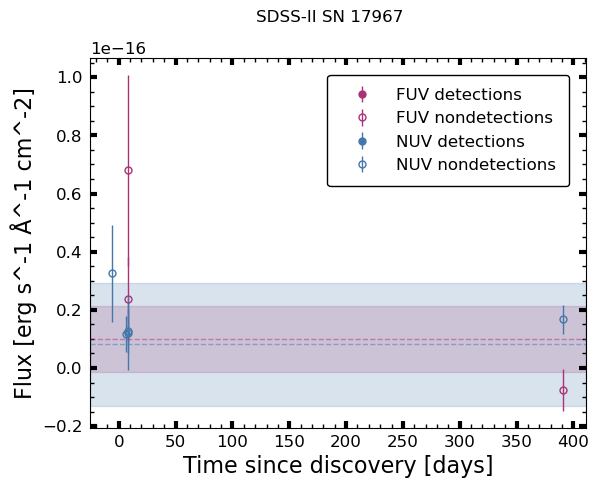 SDSS-II SN 17967
1e−16
FUV detections
FUV nondetections
NUV detections
NUV nondetections
1.0
0.8
0.6
0.4
0.2
0.0
−0.2
0 50 100 150 200 250 300 350 400
Time since discovery [days]
Flux [erg s^-1 Å^-1 cm^-2]